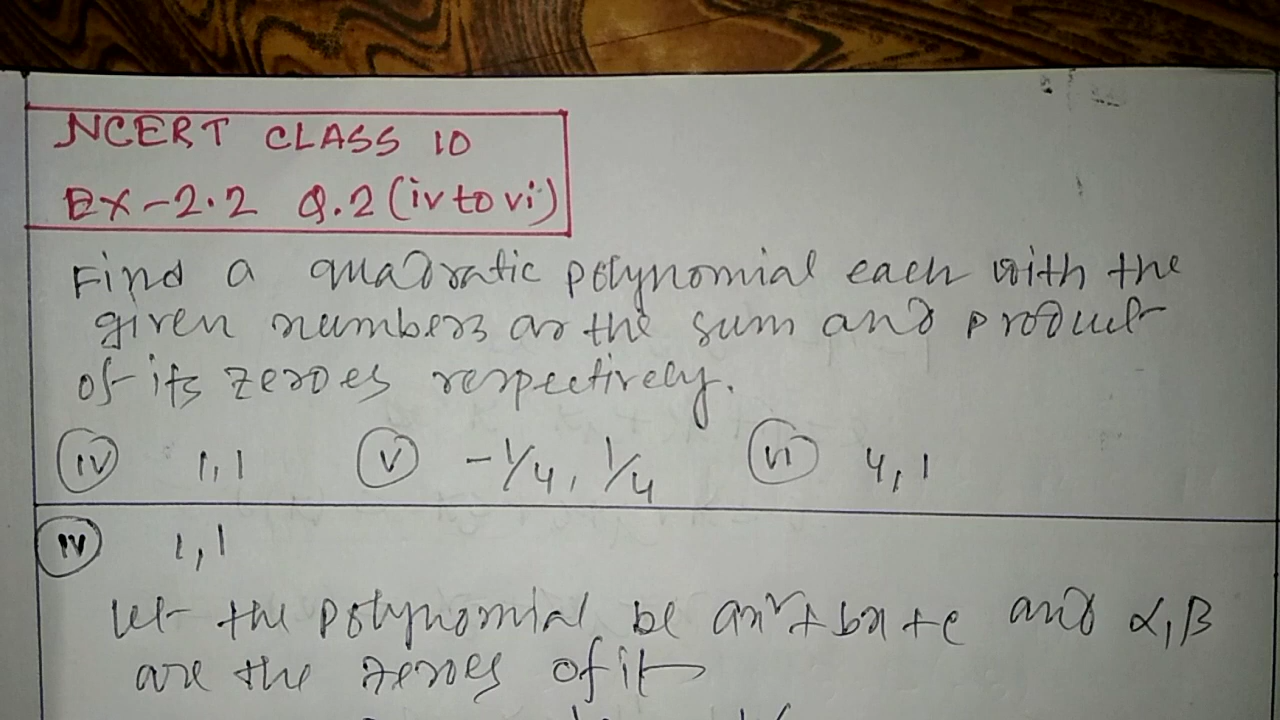 NCERT CLASS 10
EX-2.2 Q.2 (iv to vi)
Find a quadratic polynomial each with the
given numbers as the sum and product
of its zeroes respectively.
(iv) 1, 1 (v) -1/4, 1/4 (vi) 4, 1
(iv) 1, 1
let the polynomial be ax²+bx+c and α, β
are the zeroes of it